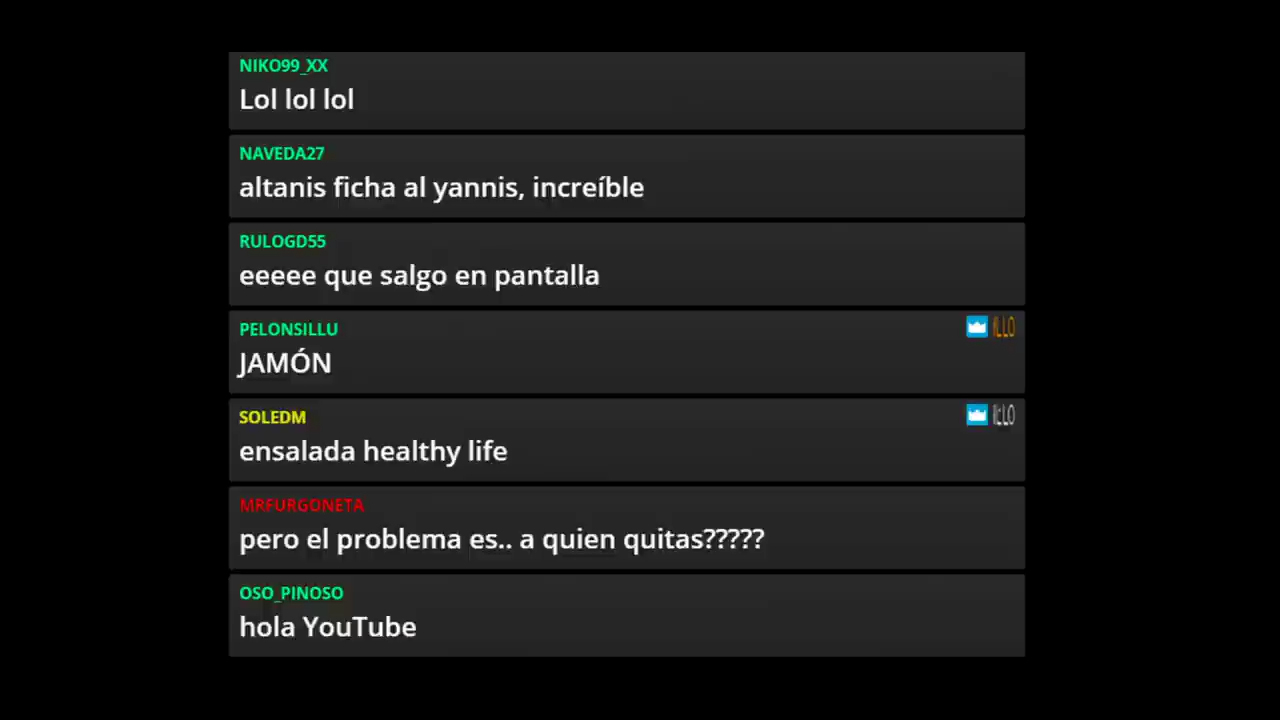 NIKO99_XX
Lol lol lol
NAVEDA27
altanis ficha al yannis, increíble
RULOGD55
eeeee que salgo en pantalla
PELONSILLU
JAMÓN
SOLEDM
ensalada healthy life
MRFURGONETA
pero el problema es.. a quien quitas?????
OSO_PINOSO
hola YouTube